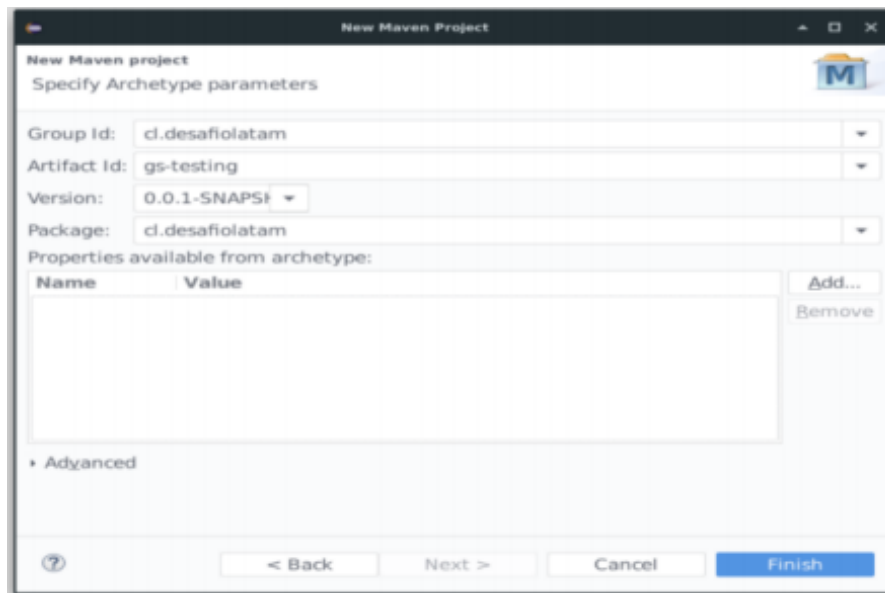 New Maven Project
New Maven project
Specify Archetype parameters
M
Group Id: cl.desafiolatam
Artifact Id: gs-testing
Version: 0.0.1-SNAPSH
Package: cl.desafiolatam
Properties available from archetype:
Name Value
Add...
Remove
Advanced
? < Back Next > Cancel Finish